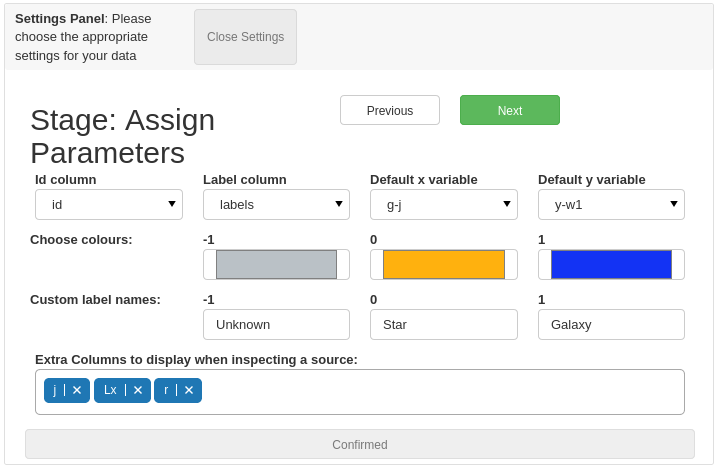 Settings Panel: Please
choose the appropriate
settings for your data
Close Settings
Stage: Assign
Parameters
Previous
Next
Id column
Label column
Default x variable
Default y variable
id
labels
g-j
y-w1
Choose colours:
-1
0
1
Custom label names:
-1
0
1
Unknown
Star
Galaxy
Extra Columns to display when inspecting a source:
j | ✕ Lx | ✕ r | ✕
Confirmed